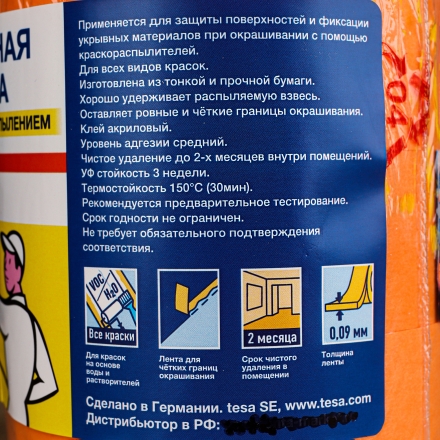 НАЯ
А
ПЫЛЕНИЕМ
Применяется для защиты поверхностей и фиксации
укрывных материалов при окрашивании с помощью
краскораспылителей.
Для всех видов красок.
Изготовлена из тонкой и прочной бумаги.
Хорошо удерживает распыляемую взвесь.
Оставляет ровные и чёткие границы окрашивания.
Клей акриловый.
Уровень адгезии средний.
Чистое удаление до 2-х месяцев внутри помещений.
УФ стойкость 3 недели.
Термостойкость 150°С (30мин).
Рекомендуется предварительное тестирование.
Срок годности не ограничен.
Не требует обязательного подтверждения
соответствия.
VOC
H₂O
Все краски
2 месяца
0,09 мм
Для красок
на основе
воды и
растворителей
Лента для
чётких границ
окрашивания
Срок чистого
удаления в
помещении
Толщина
ленты
Сделано в Германии. tesa SE, www.tesa.com
Дистрибьютор в РФ: